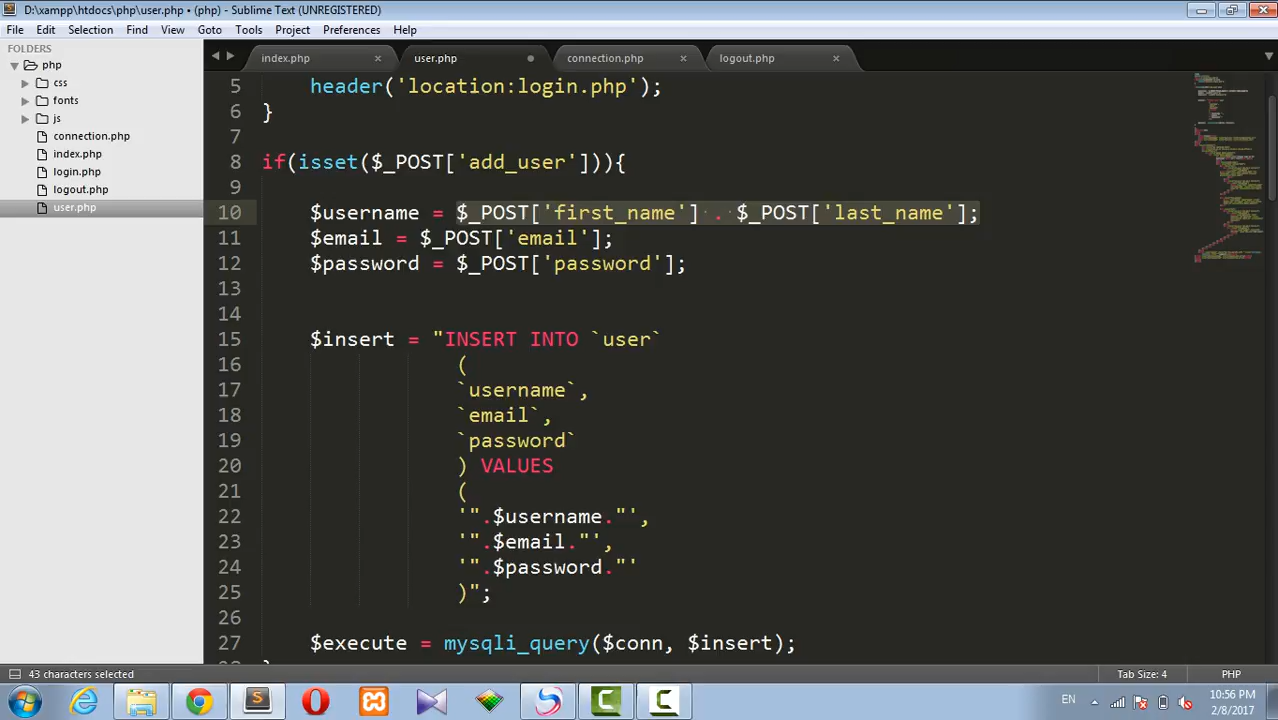 D:\xampp\htdocs\php\user.php • (php) - Sublime Text (UNREGISTERED)
File Edit Selection Find View Goto Tools Project Preferences Help
FOLDERS
php
css
fonts
js
connection.php
index.php
login.php
logout.php
user.php
index.php × user.php connection.php × logout.php ×
5 header('location:login.php');
6 }
7
8 if(isset($_POST['add_user'])){
9
10 $username = $_POST['first_name'] . $_POST['last_name'];
11 $email = $_POST['email'];
12 $password = $_POST['password'];
13
14
15 $insert = "INSERT INTO `user`
16 (
17 `username`,
18 `email`,
19 `password`
20 ) VALUES
21 (
22 '".$username."',
23 '".$email."',
24 '".$password."'
25 )";
26
27 $execute = mysqli_query($conn, $insert);
43 characters selected
Tab Size: 4 PHP
EN
10:56 PM
2/8/2017